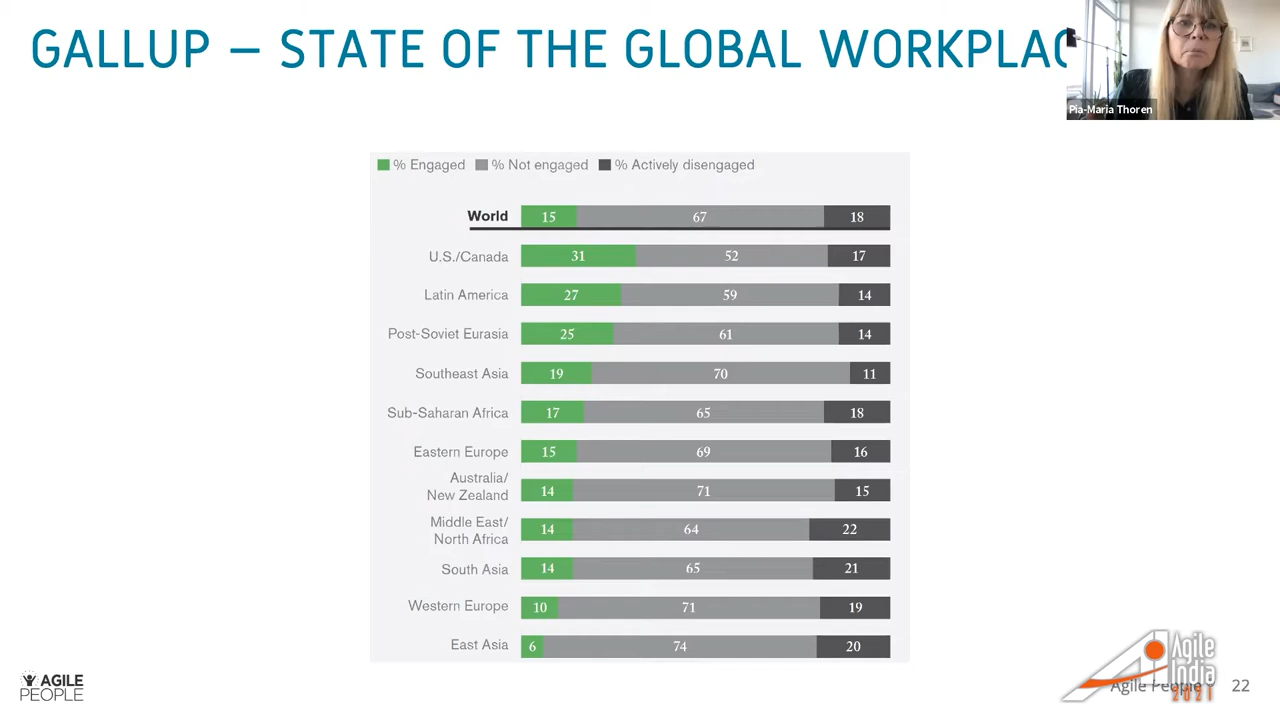 GALLUP – STATE OF THE GLOBAL WORKPLAC
Pia-Maria Thoren
% Engaged % Not engaged % Actively disengaged
World 15 67 18
U.S./Canada 31 52 17
Latin America 27 59 14
Post-Soviet Eurasia 25 61 14
Southeast Asia 19 70 11
Sub-Saharan Africa 17 65 18
Eastern Europe 15 69 16
Australia/
New Zealand 14 71 15
Middle East/
North Africa 14 64 22
South Asia 14 65 21
Western Europe 10 71 19
East Asia 6 74 20
AGILE
PEOPLE
Agile
India
2021
Agile People 22